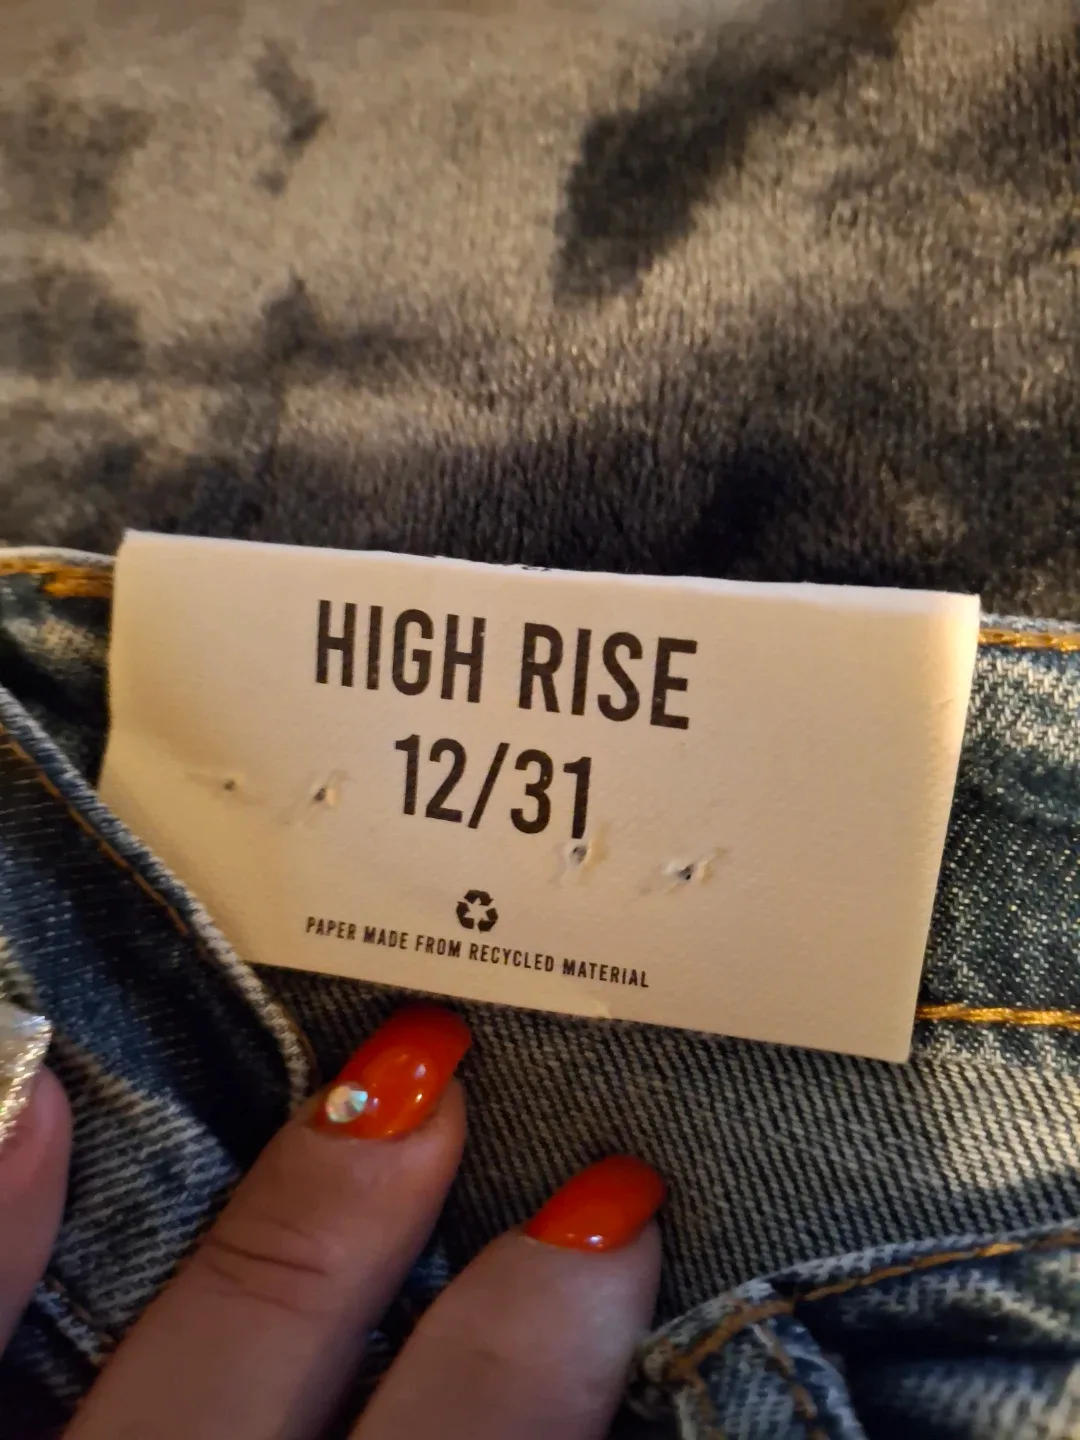 HIGH RISE
12/31
PAPER MADE FROM RECYCLED MATERIAL